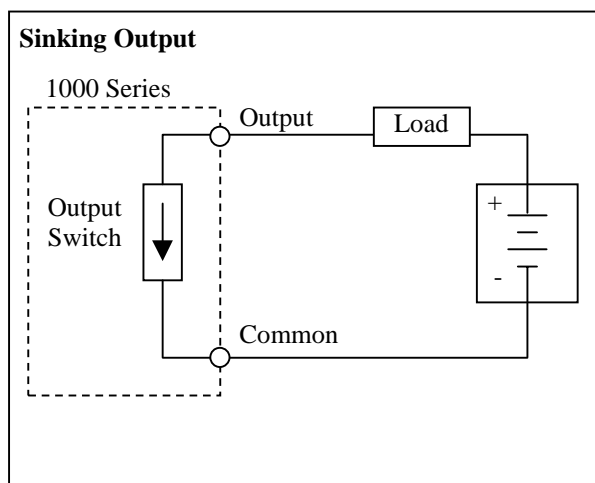 Sinking Output
1000 Series
Output
Load
Output
Switch
+
-
Common